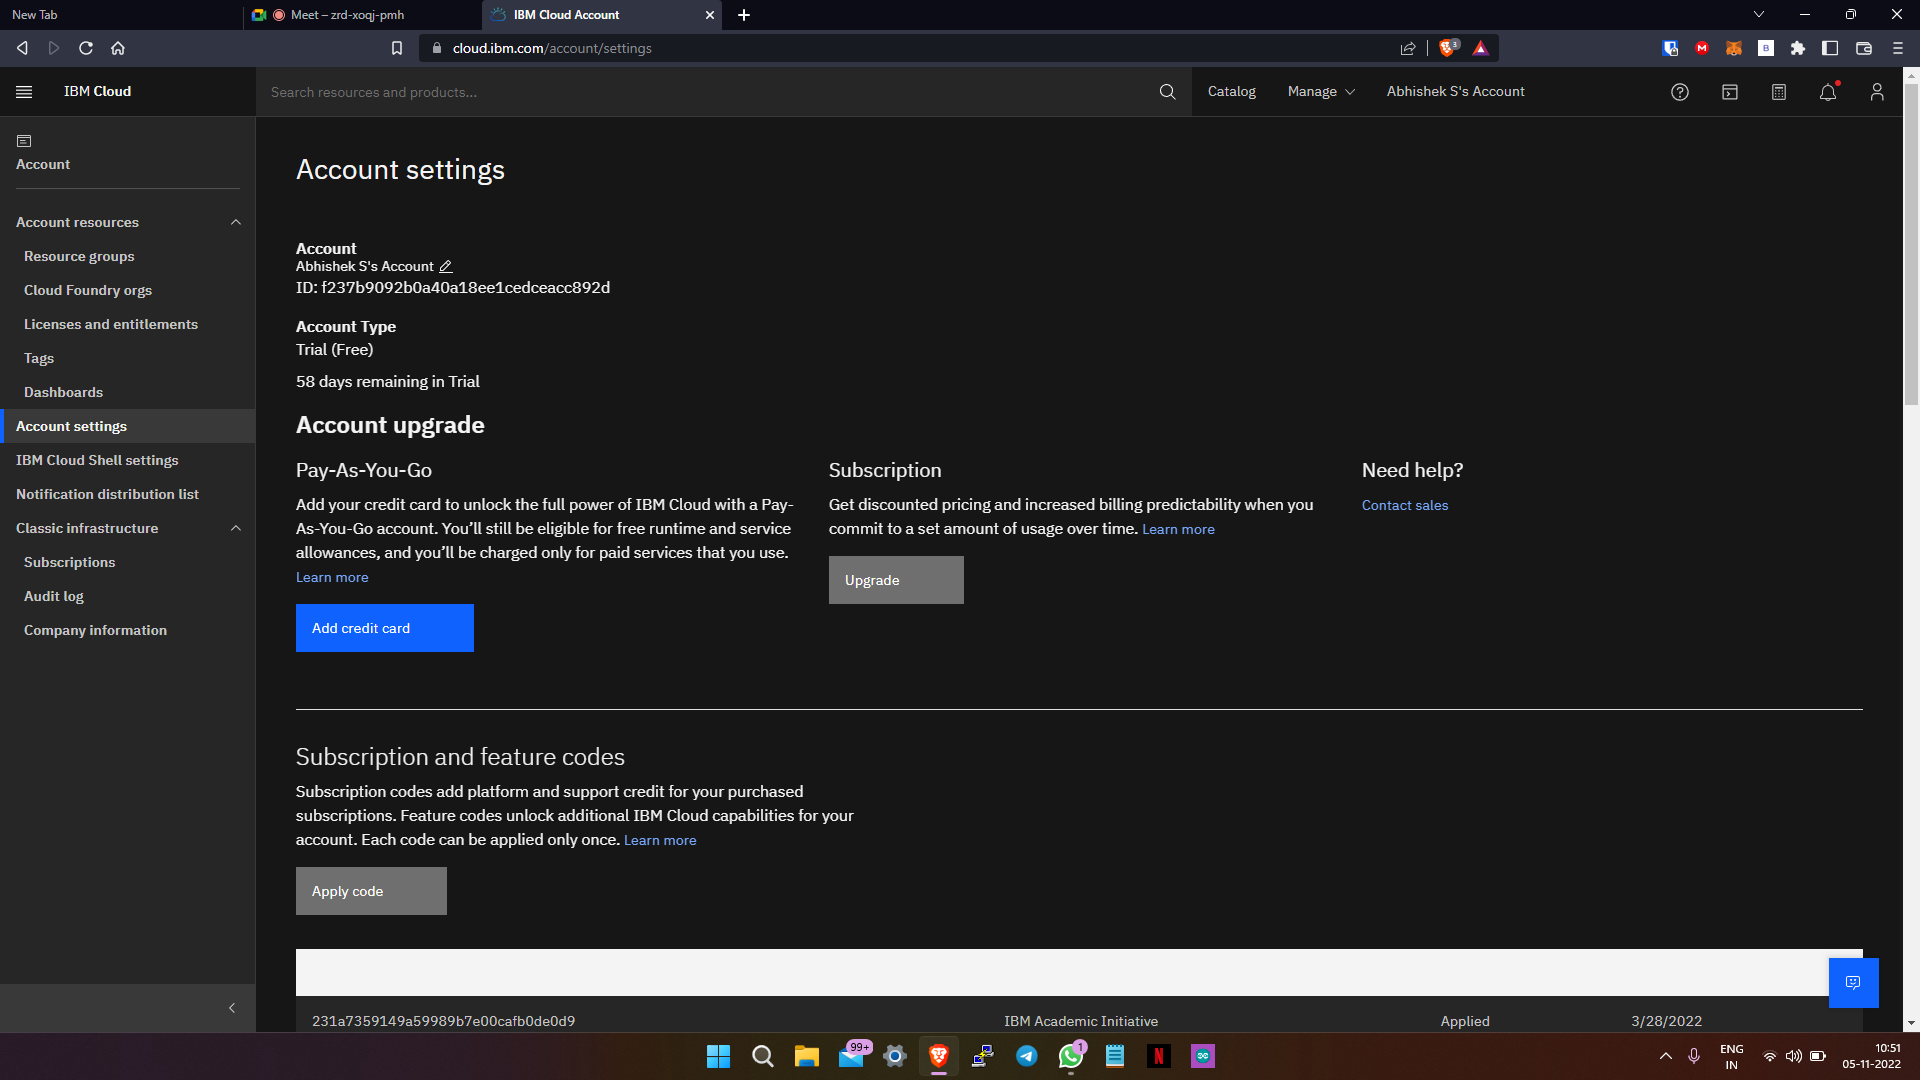 New Tab
Meet – zrd-xoqj-pmh
IBM Cloud Account
cloud.ibm.com/account/settings
3
M
B
IBM Cloud
Search resources and products...
Catalog
Manage
Abhishek S's Account
Account
Account resources
Resource groups
Cloud Foundry orgs
Licenses and entitlements
Tags
Dashboards
Account settings
IBM Cloud Shell settings
Notification distribution list
Classic infrastructure
Subscriptions
Audit log
Company information
Account settings
Account
Abhishek S's Account
ID: f237b9092b0a40a18ee1cedceacc892d
Account Type
Trial (Free)
58 days remaining in Trial
Account upgrade
Pay-As-You-Go
Add your credit card to unlock the full power of IBM Cloud with a Pay-
As-You-Go account. You’ll still be eligible for free runtime and service
allowances, and you’ll be charged only for paid services that you use.
Learn more
Add credit card
Subscription
Get discounted pricing and increased billing predictability when you
commit to a set amount of usage over time. Learn more
Upgrade
Need help?
Contact sales
Subscription and feature codes
Subscription codes add platform and support credit for your purchased
subscriptions. Feature codes unlock additional IBM Cloud capabilities for your
account. Each code can be applied only once. Learn more
Apply code
231a7359149a59989b7e00cafb0de0d9
IBM Academic Initiative
Applied
3/28/2022
99+
1
N
ENG
IN
10:51
05-11-2022